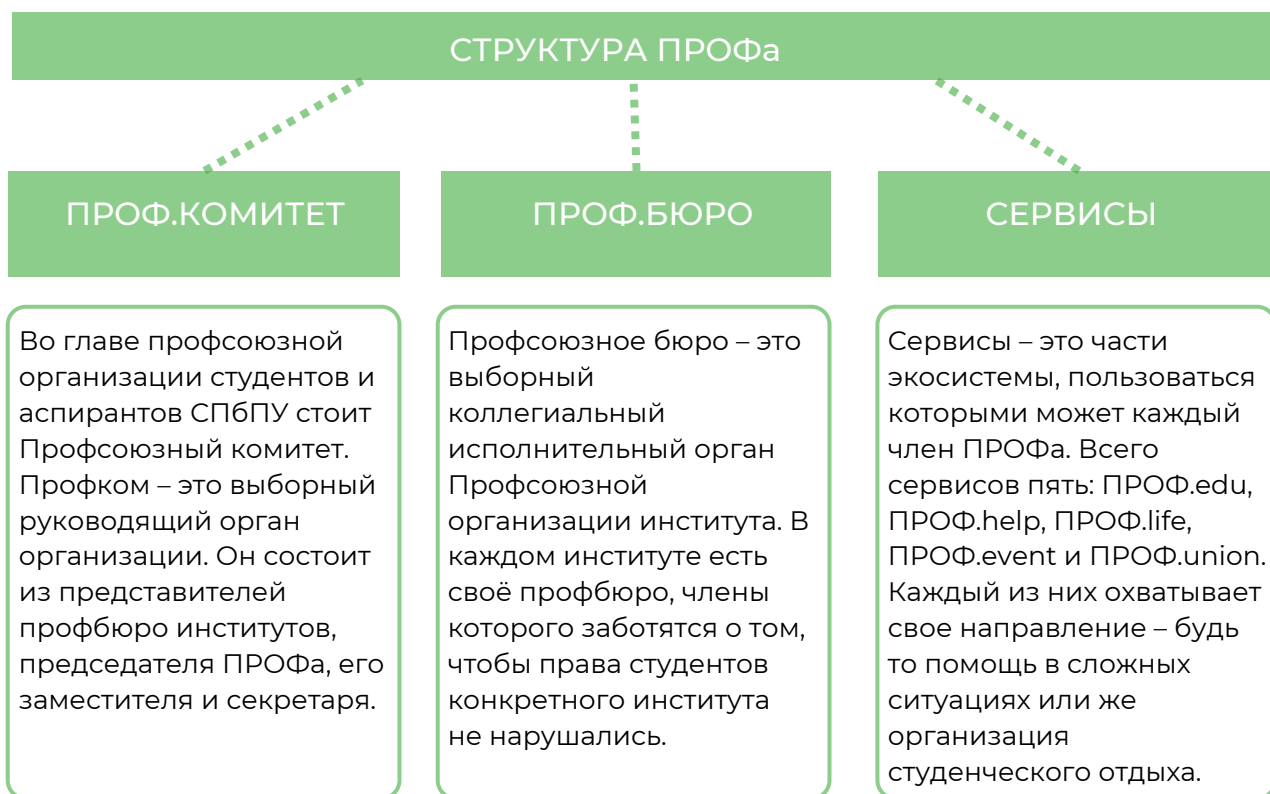 СТРУКТУРА ПРОФа
ПРОФ.КОМИТЕТ
Во главе профсоюзной
организации студентов и
аспирантов СПбПУ стоит
Профсоюзный комитет.
Профком – это выборный
руководящий орган
организации. Он состоит
из представителей
профбюро институтов,
председателя ПРОФа, его
заместителя и секретаря.
ПРОФ.БЮРО
Профсоюзное бюро – это
выборный
коллегиальный
исполнительный орган
Профсоюзной
организации института. В
каждом институте есть
своё профбюро, члены
которого заботятся о том,
чтобы права студентов
конкретного института
не нарушались.
СЕРВИСЫ
Сервисы – это части
экосистемы, пользоваться
которыми может каждый
член ПРОФа. Всего
сервисов пять: ПРОФ.edu,
ПРОФ.help, ПРОФ.life,
ПРОФ.event и ПРОФ.union.
Каждый из них охватывает
свое направление – будь
то помощь в сложных
ситуациях или же
организация
студенческого отдыха.